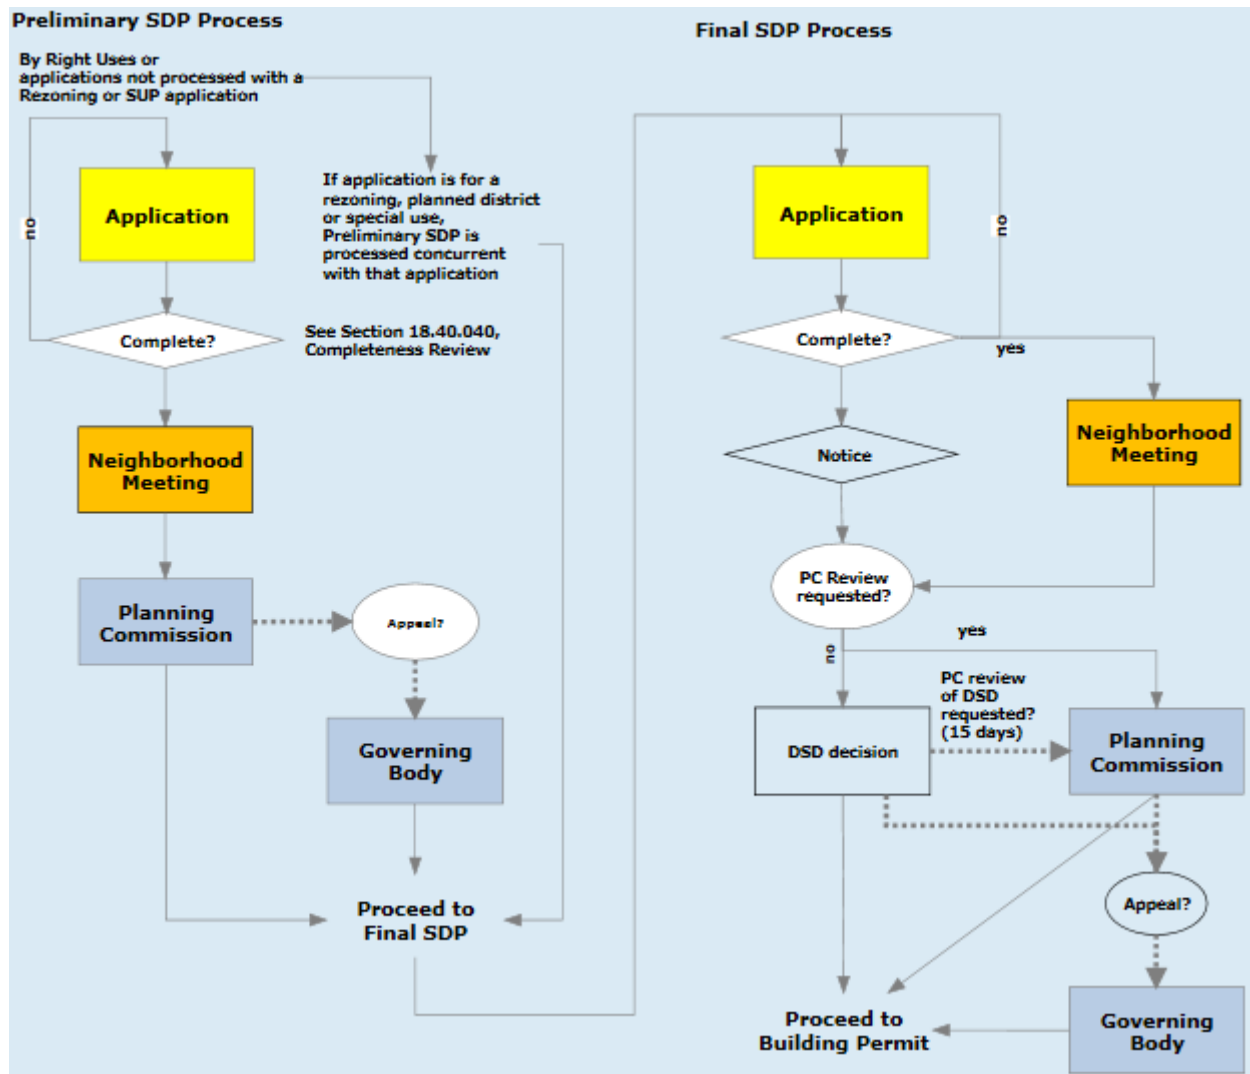 Preliminary SDP Process
By Right Uses or
applications not processed with a
Rezoning or SUP application
no
Application
If application is for a
rezoning, planned district
or special use,
Preliminary SDP is
processed concurrent
with that application
Complete?
See Section 18.40.040,
Completeness Review
Neighborhood
Meeting
Planning
Commission
Appeal?
Governing
Body
Proceed to
Final SDP
Final SDP Process
Application
no
Complete?
yes
Notice
Neighborhood
Meeting
PC Review
requested?
no
yes
DSD decision
PC review
of DSD
requested?
(15 days)
Planning
Commission
Appeal?
Governing
Body
Proceed to
Building Permit